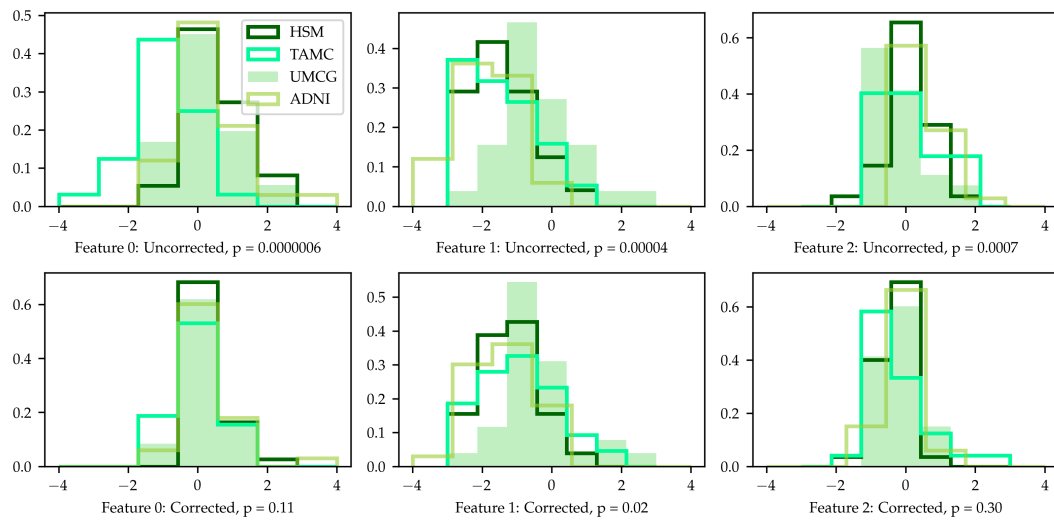 0.5
0.4
0.3
0.2
0.1
0.0
−4 −2 0 2 4
HSM
TAMC
UMCG
ADNI
Feature 0: Uncorrected, p = 0.0000006
0.4
0.3
0.2
0.1
0.0
−4 −2 0 2 4
Feature 1: Uncorrected, p = 0.00004
0.6
0.4
0.2
0.0
−4 −2 0 2 4
Feature 2: Uncorrected, p = 0.0007
0.6
0.4
0.2
0.0
−4 −2 0 2 4
Feature 0: Corrected, p = 0.11
0.5
0.4
0.3
0.2
0.1
0.0
−4 −2 0 2 4
Feature 1: Corrected, p = 0.02
0.6
0.4
0.2
0.0
−4 −2 0 2 4
Feature 2: Corrected, p = 0.30